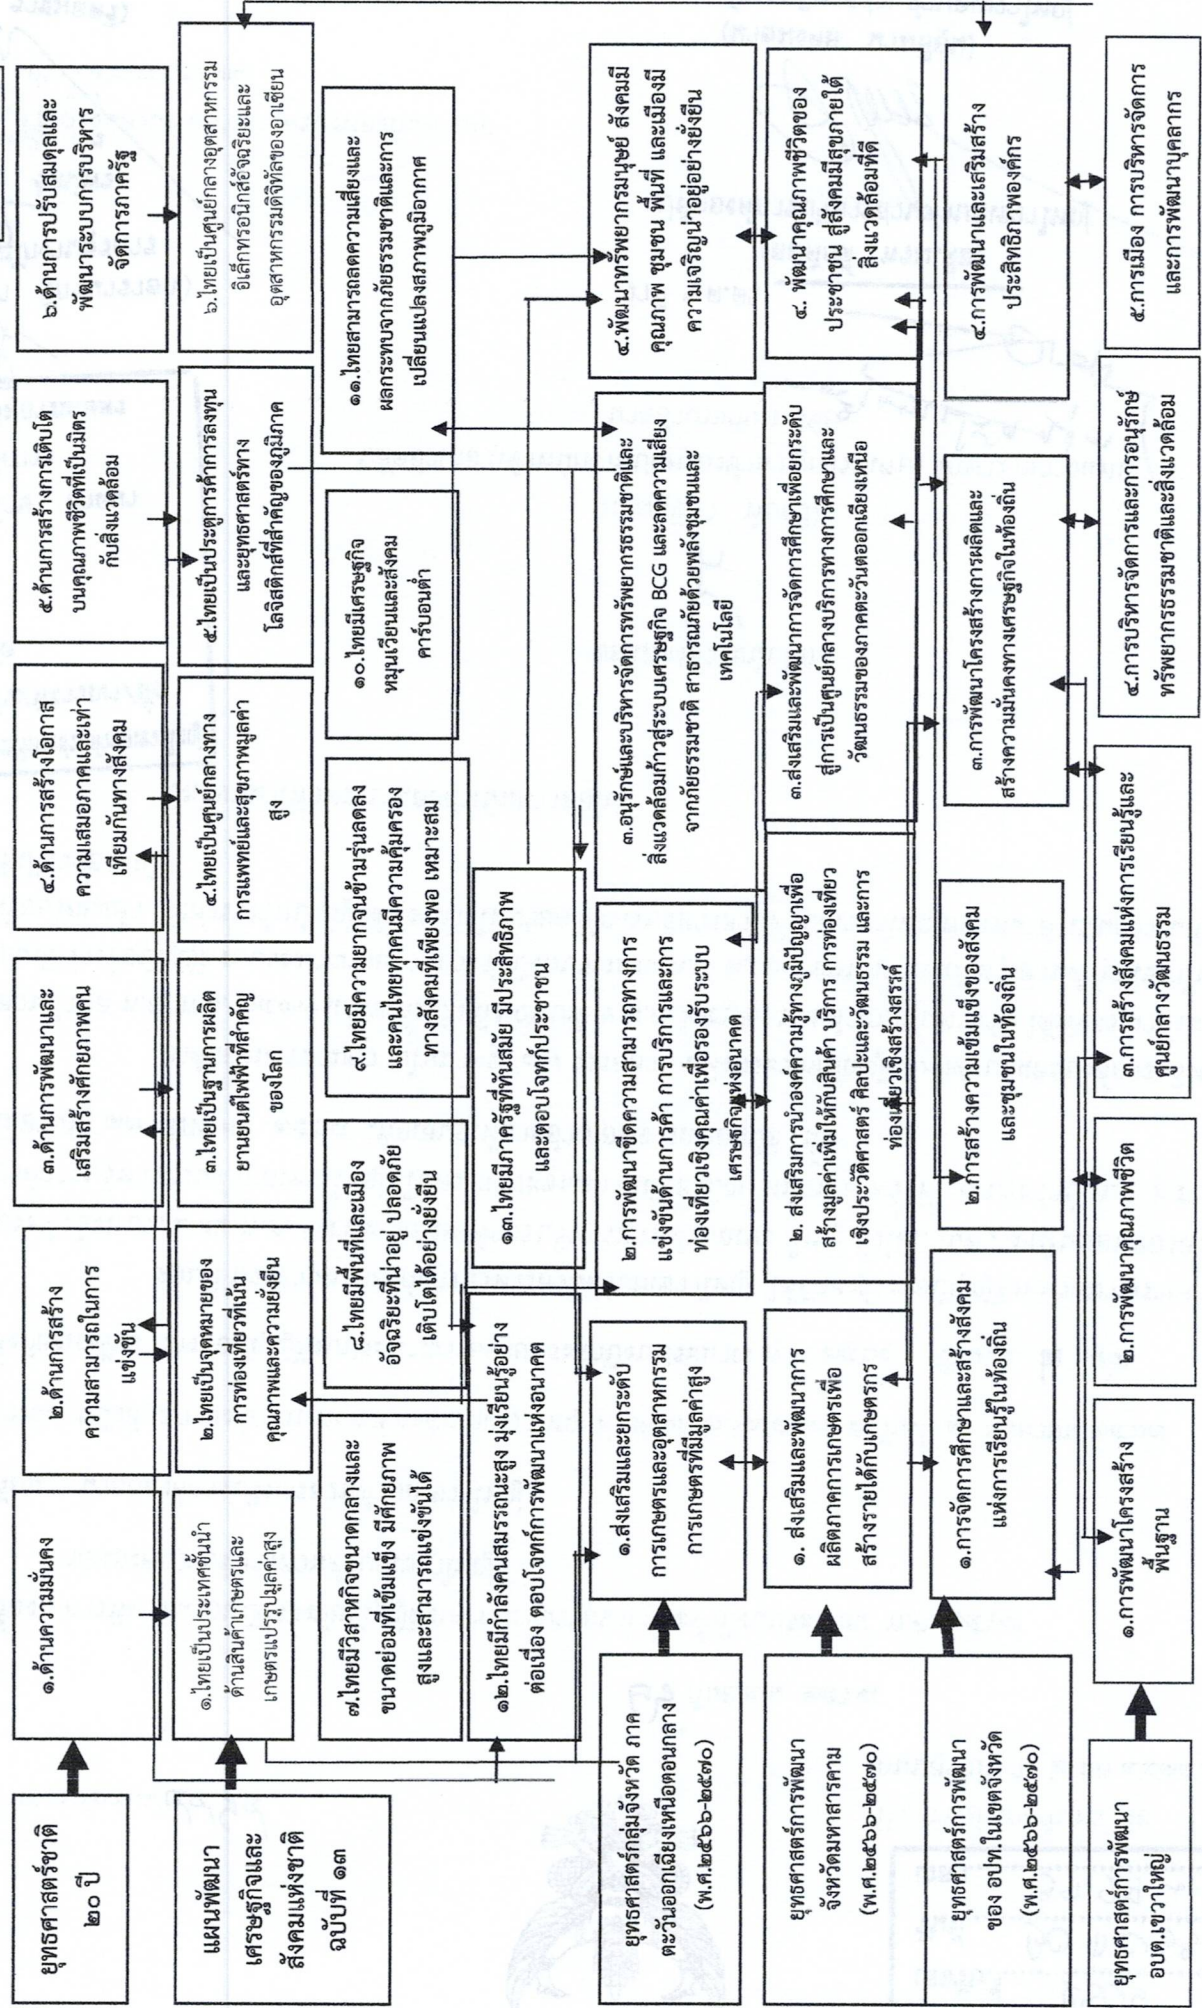 ยุทธศาสตร์ชาติ
๒๐ ปี
๑.ด้านความมั่นคง
๒.ด้านการสร้าง
ความสามารถในการ
แข่งขัน
๓.ด้านการพัฒนาและ
เสริมสร้างศักยภาพคน
๔.ด้านการสร้างโอกาส
ความเสมอภาคและเท่า
เทียมกันทางสังคม
๕.ด้านการสร้างการเติบโต
บนคุณภาพชีวิตที่เป็นมิตร
กับสิ่งแวดล้อม
๖.ด้านการปรับสมดุลและ
พัฒนาระบบการบริหาร
จัดการภาครัฐ
แผนพัฒนา
เศรษฐกิจและ
สังคมแห่งชาติ
ฉบับที่ ๑๓
๑.ไทยเป็นประเทศชั้นนำ
ด้านสินค้าเกษตรและ
เกษตรแปรรูปมูลค่าสูง
๒.ไทยเป็นจุดหมายของ
การท่องเที่ยวที่เน้น
คุณภาพและความยั่งยืน
๓.ไทยเป็นฐานการผลิต
ยานยนต์ไฟฟ้าที่สำคัญ
ของโลก
๔.ไทยเป็นศูนย์กลางทาง
การแพทย์และสุขภาพมูลค่า
สูง
๕.ไทยเป็นประตูการค้าการลงทุน
และยุทธศาสตร์ทาง
โลจิสติกส์ที่สำคัญของภูมิภาค
๖.ไทยเป็นศูนย์กลางอุตสาหกรรม
อิเล็กทรอนิกส์อัจฉริยะและ
อุตสาหกรรมดิจิทัลของอาเซียน
7.ไทยมีวิสาหกิจขนาดกลางและ
ขนาดย่อมที่เข้มแข็ง มีศักยภาพ
สูงและสามารถแข่งขันได้
๘.ไทยมีพื้นที่และเมือง
อัจฉริยะที่น่าอยู่ ปลอดภัย
เติบโตได้อย่างยั่งยืน
๙.ไทยมีความยากจนข้ามรุ่นลดลง
และคนไทยทุกคนมีความคุ้มครอง
ทางสังคมที่เพียงพอ เหมาะสม
๑๐.ไทยมีเศรษฐกิจ
หมุนเวียนและสังคม
คาร์บอนต่ำ
๑๑.ไทยสามารถลดความเสี่ยงและ
ผลกระทบจากภัยธรรมชาติและการ
เปลี่ยนแปลงสภาพภูมิอากาศ
๑๒.ไทยมีกำลังคนสมรรถนะสูง มุ่งเรียนรู้อย่าง
ต่อเนื่อง ตอบโจทก์การพัฒนาแห่งอนาคต
๑๓.ไทยมีภาครัฐที่ทันสมัย มีประสิทธิภาพ
และตอบโจทก์ประชาชน
ยุทธศาสตร์กลุ่มจังหวัด ภาค
ตะวันออกเฉียงเหนือตอนกลาง
(พ.ศ.๒๕๖๖-๒๕๗๐)
๑.ส่งเสริมและยกระดับ
การเกษตรและอุตสาหกรรม
การเกษตรที่มีมูลค่าสูง
๒.การพัฒนาขีดความสามารถทางการ
แข่งขันด้านการค้า การบริการและการ
ท่องเที่ยวเชิงคุณค่าเพื่อรองรับระบบ
เศรษฐกิจแห่งอนาคต
๓.อนุรักษ์และบริหารจัดการทรัพยากรธรรมชาติและ
สิ่งแวดล้อมก้าวสู่ระบบเศรษฐกิจ BCG และลดความเสี่ยง
จากภัยธรรมชาติ สาธารณภัยด้วยพลังชุมชนและ
เทคโนโลยี
๔.พัฒนาทรัพยากรมนุษย์ สังคมมี
คุณภาพ ชุมชน พื้นที่ และเมืองมี
ความเจริญน่าอยู่อย่างยั่งยืน
ยุทธศาสตร์การพัฒนา
จังหวัดมหาสารคาม
(พ.ศ.๒๕๖๖-๒๕๗๐)
๑. ส่งเสริมและพัฒนาการ
ผลิตภาคการเกษตรเพื่อ
สร้างรายได้กับเกษตรกร
๒. ส่งเสริมการนำองค์ความรู้ทางภูมิปัญญาเพื่อ
สร้างมูลค่าเพิ่มให้กับสินค้า บริการ การท่องเที่ยว
เชิงประวัติศาสตร์ ศิลปะและวัฒนธรรม และการ
ท่องเที่ยวเชิงสร้างสรรค์
๓.ส่งเสริมและพัฒนาการจัดการศึกษาเพื่อยกระดับ
สู่การเป็นศูนย์กลางบริการทางการศึกษาและ
วัฒนธรรมของภาคตะวันตออกเฉียงเหนือ
๔. พัฒนาคุณภาพชีวิตของ
ประชาชน สู่สังคมมีสุขภายใต้
สิ่งแวดล้อมที่ดี
ยุทธศาสตร์การพัฒนา
ของ อปท.ในเขตจังหวัด
(พ.ศ.๒๕๖๖-๒๕๗๐)
๑.การจัดการศึกษาและสร้างสังคม
แห่งการเรียนรู้ในท้องถิ่น
๒.การสร้างความเข้มแข็งของสังคม
และชุมชนในท้องถิ่น
๓.การพัฒนาโครงสร้างการผลิตและ
สร้างความมั่นคงทางเศรษฐกิจในท้องถิ่น
๔.การพัฒนาและเสริมสร้าง
ประสิทธิภาพองค์กร
ยุทธศาสตร์การพัฒนา
อบต.เขวาใหญ่
๑.การพัฒนาโครงสร้าง
พื้นฐาน
๒.การพัฒนาคุณภาพชีวิต
๓.การสร้างสังคมแห่งการเรียนรู้และ
ศูนย์กลางวัฒนธรรม
๔.การบริหารจัดการและการอนุรักษ์
ทรัพยากรธรรมชาติและสิ่งแวดล้อม
๕.การเมือง การบริหารจัดการ
และการพัฒนาบุคลากร